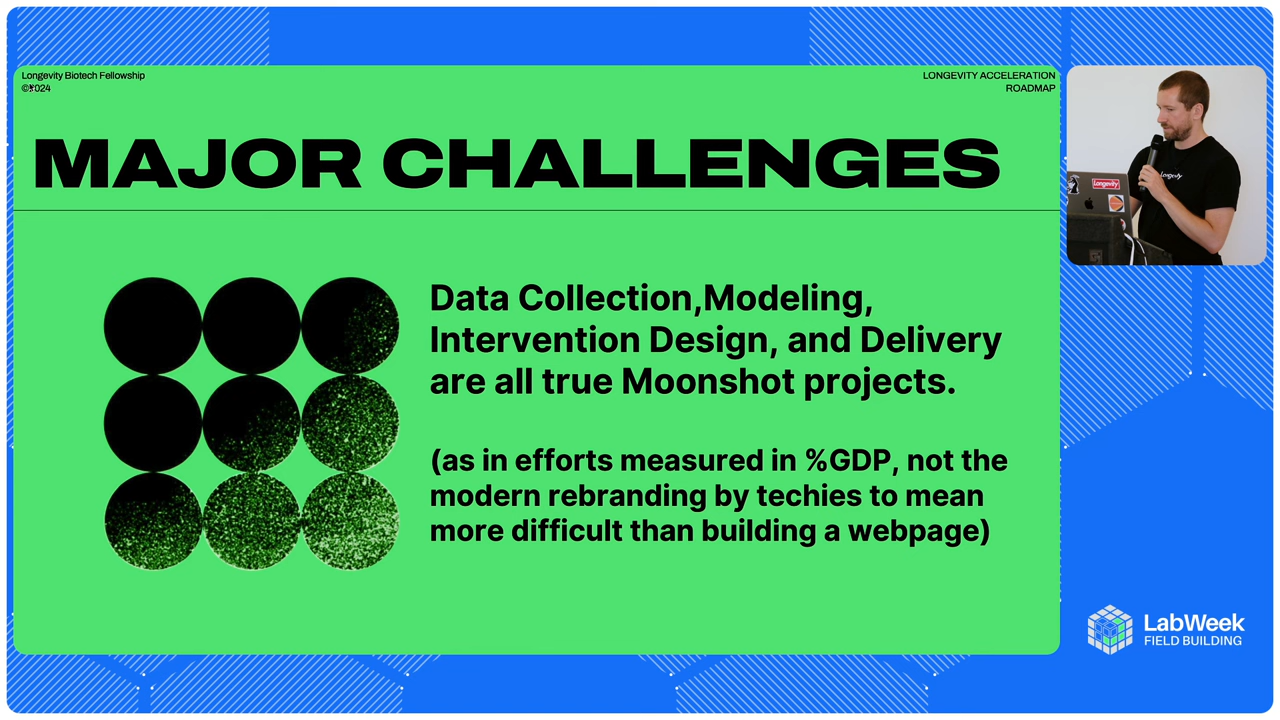 Longevity Biotech Fellowship
©2024
LONGEVITY ACCELERATION
ROADMAP
MAJOR CHALLENGES
Data Collection,Modeling,
Intervention Design, and Delivery
are all true Moonshot projects.
(as in efforts measured in %GDP, not the
modern rebranding by techies to mean
more difficult than building a webpage)
Longevity
Longevity
LabWeek
FIELD BUILDING